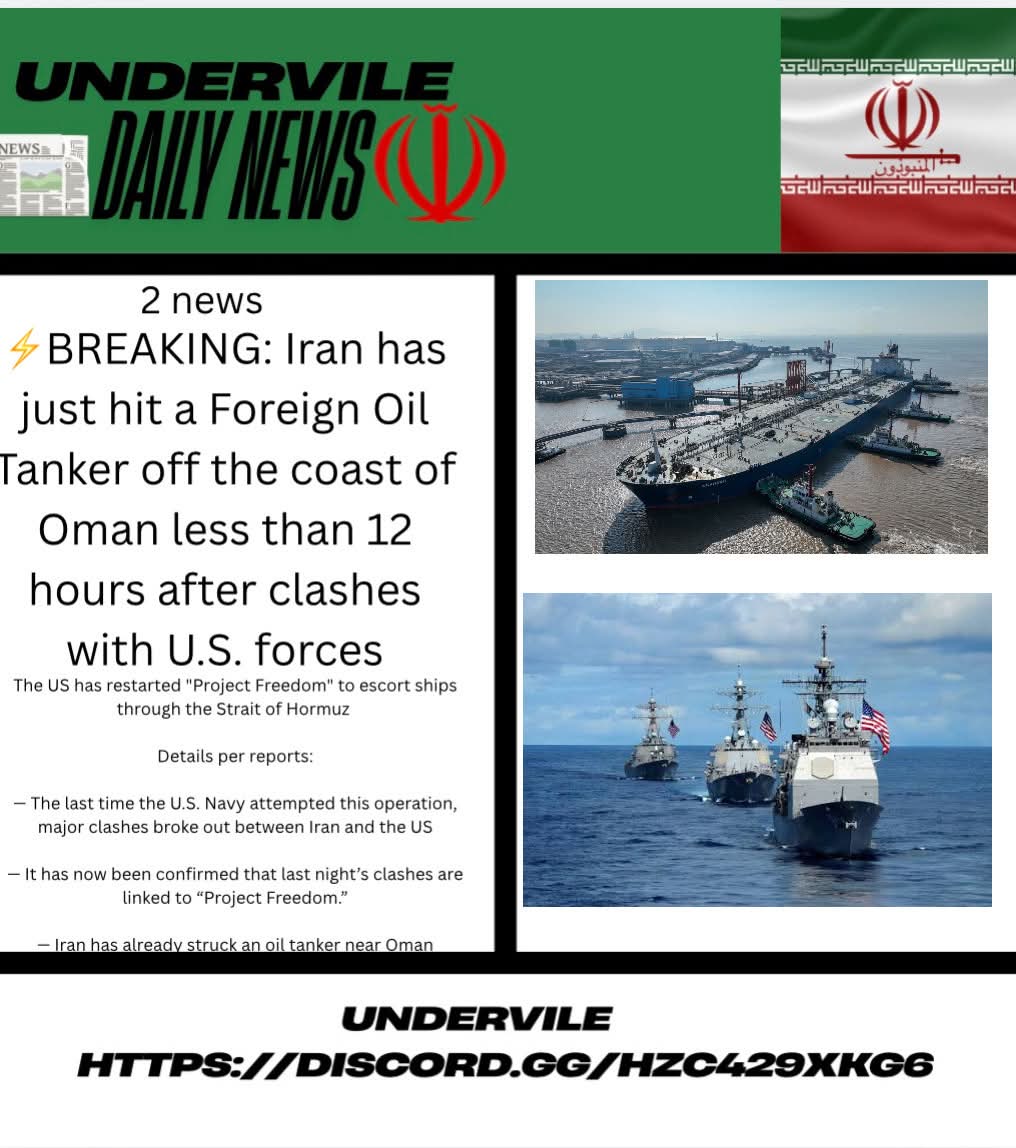 UNDERVILE
DAILY NEWS
NEWS
المنبوذون
2 news
⚡BREAKING: Iran has
just hit a Foreign Oil
Tanker off the coast of
Oman less than 12
hours after clashes
with U.S. forces
The US has restarted "Project Freedom" to escort ships
through the Strait of Hormuz
Details per reports:
— The last time the U.S. Navy attempted this operation,
major clashes broke out between Iran and the US
— It has now been confirmed that last night’s clashes are
linked to “Project Freedom.”
— Iran has already struck an oil tanker near Oman
UNDERVILE
HTTPS://DISCORD.GG/HZC429XKG6